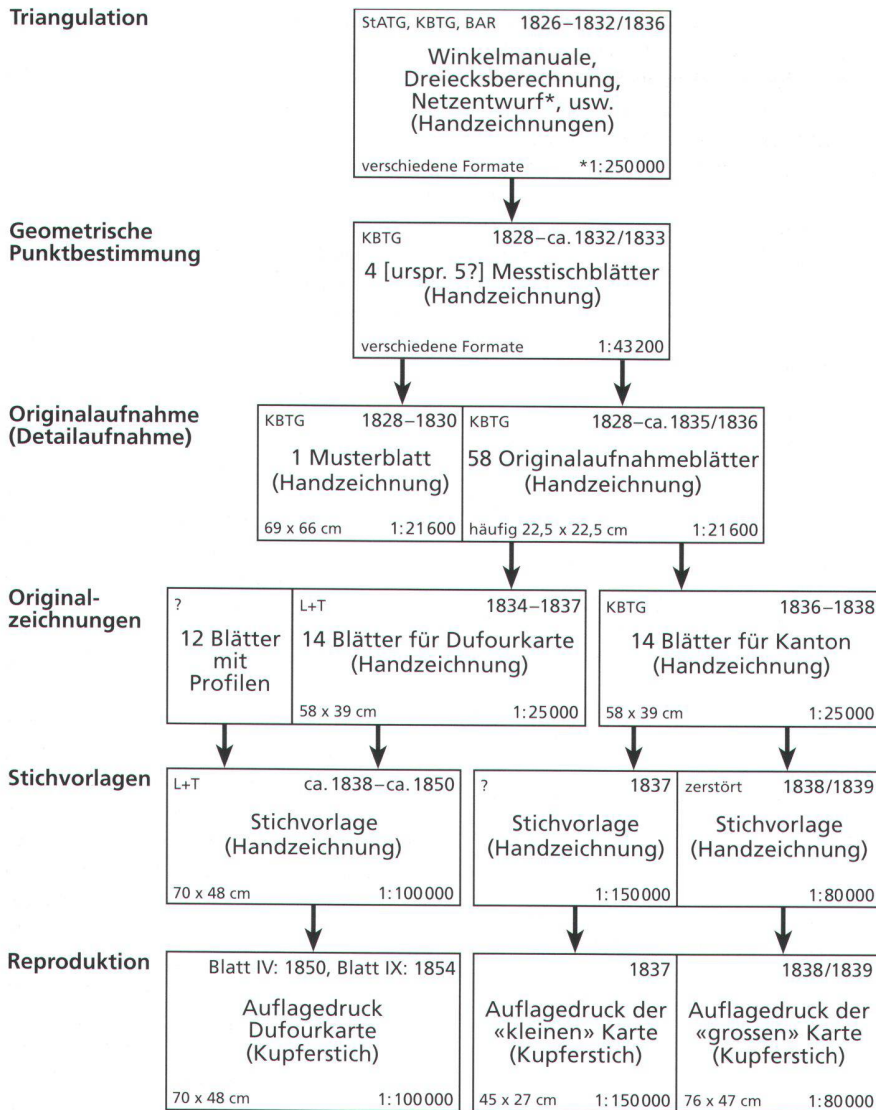 Triangulation
StATG, KBTG, BAR 1826–1832/1836
Winkelmanuale,
Dreiecksberechnung,
Netzentwurf*, usw.
(Handzeichnungen)
verschiedene Formate *1:250000
Geometrische
Punktbestimmung
KBTG 1828–ca. 1832/1833
4 [urspr. 5?] Messtischblätter
(Handzeichnung)
verschiedene Formate 1:43200
Originalaufnahme
(Detailaufnahme)
KBTG 1828–1830
1 Musterblatt
(Handzeichnung)
69 x 66 cm 1:21600
KBTG 1828–ca. 1835/1836
58 Originalaufnahmeblätter
(Handzeichnung)
häufig 22,5 x 22,5 cm 1:21600
Original-
zeichnungen
?
12 Blätter
mit
Profilen
L+T 1834–1837
14 Blätter für Dufourkarte
(Handzeichnung)
58 x 39 cm 1:25000
KBTG 1836–1838
14 Blätter für Kanton
(Handzeichnung)
58 x 39 cm 1:25000
Stichvorlagen
L+T ca. 1838–ca. 1850
Stichvorlage
(Handzeichnung)
70 x 48 cm 1:100000
? 1837
Stichvorlage
(Handzeichnung)
1:150000
zerstört 1838/1839
Stichvorlage
(Handzeichnung)
1:80000
Reproduktion
Blatt IV: 1850, Blatt IX: 1854
Auflagedruck
Dufourkarte
(Kupferstich)
70 x 48 cm 1:100000
1837
Auflagedruck der
«kleinen» Karte
(Kupferstich)
45 x 27 cm 1:150000
1838/1839
Auflagedruck der
«grossen» Karte
(Kupferstich)
76 x 47 cm 1:80000